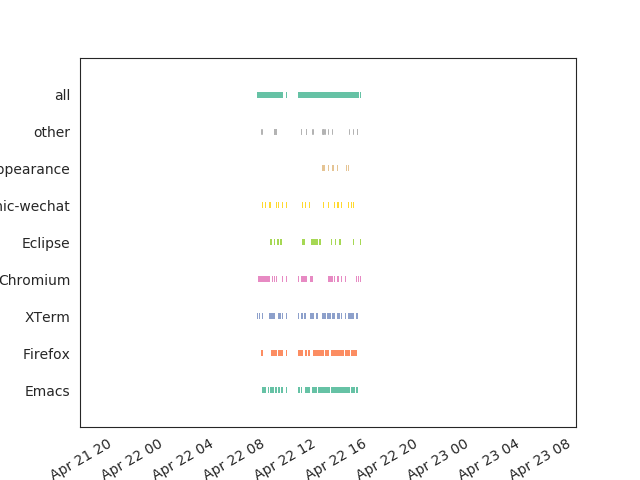 all
other
ppearance
nic-wechat
Eclipse
Chromium
XTerm
Firefox
Emacs
Apr 21 20
Apr 22 00
Apr 22 04
Apr 22 08
Apr 22 12
Apr 22 16
Apr 22 20
Apr 23 00
Apr 23 04
Apr 23 08